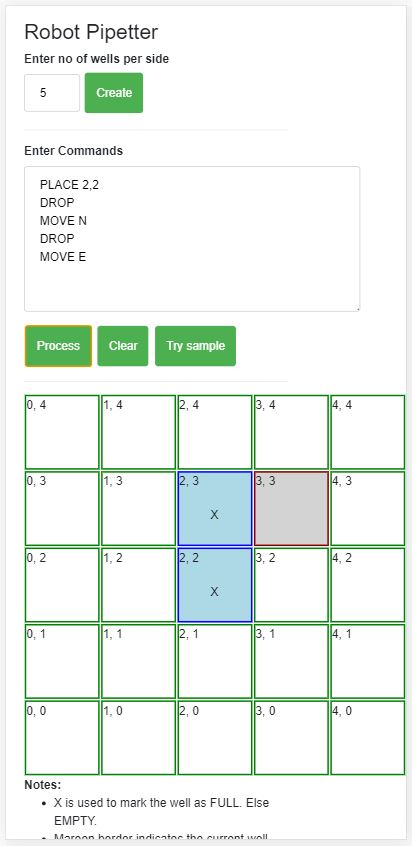 Robot Pipetter
Enter no of wells per side
5 Create
Enter Commands
PLACE 2,2
DROP
MOVE N
DROP
MOVE E
Process Clear Try sample
0, 4 1, 4 2, 4 3, 4 4, 4
0, 3 1, 3 2, 3 3, 3 4, 3
X
0, 2 1, 2 2, 2 3, 2 4, 2
X
0, 1 1, 1 2, 1 3, 1 4, 1
0, 0 1, 0 2, 0 3, 0 4, 0
Notes:
X is used to mark the well as FULL. Else
EMPTY.
Maroon border indicates the current well